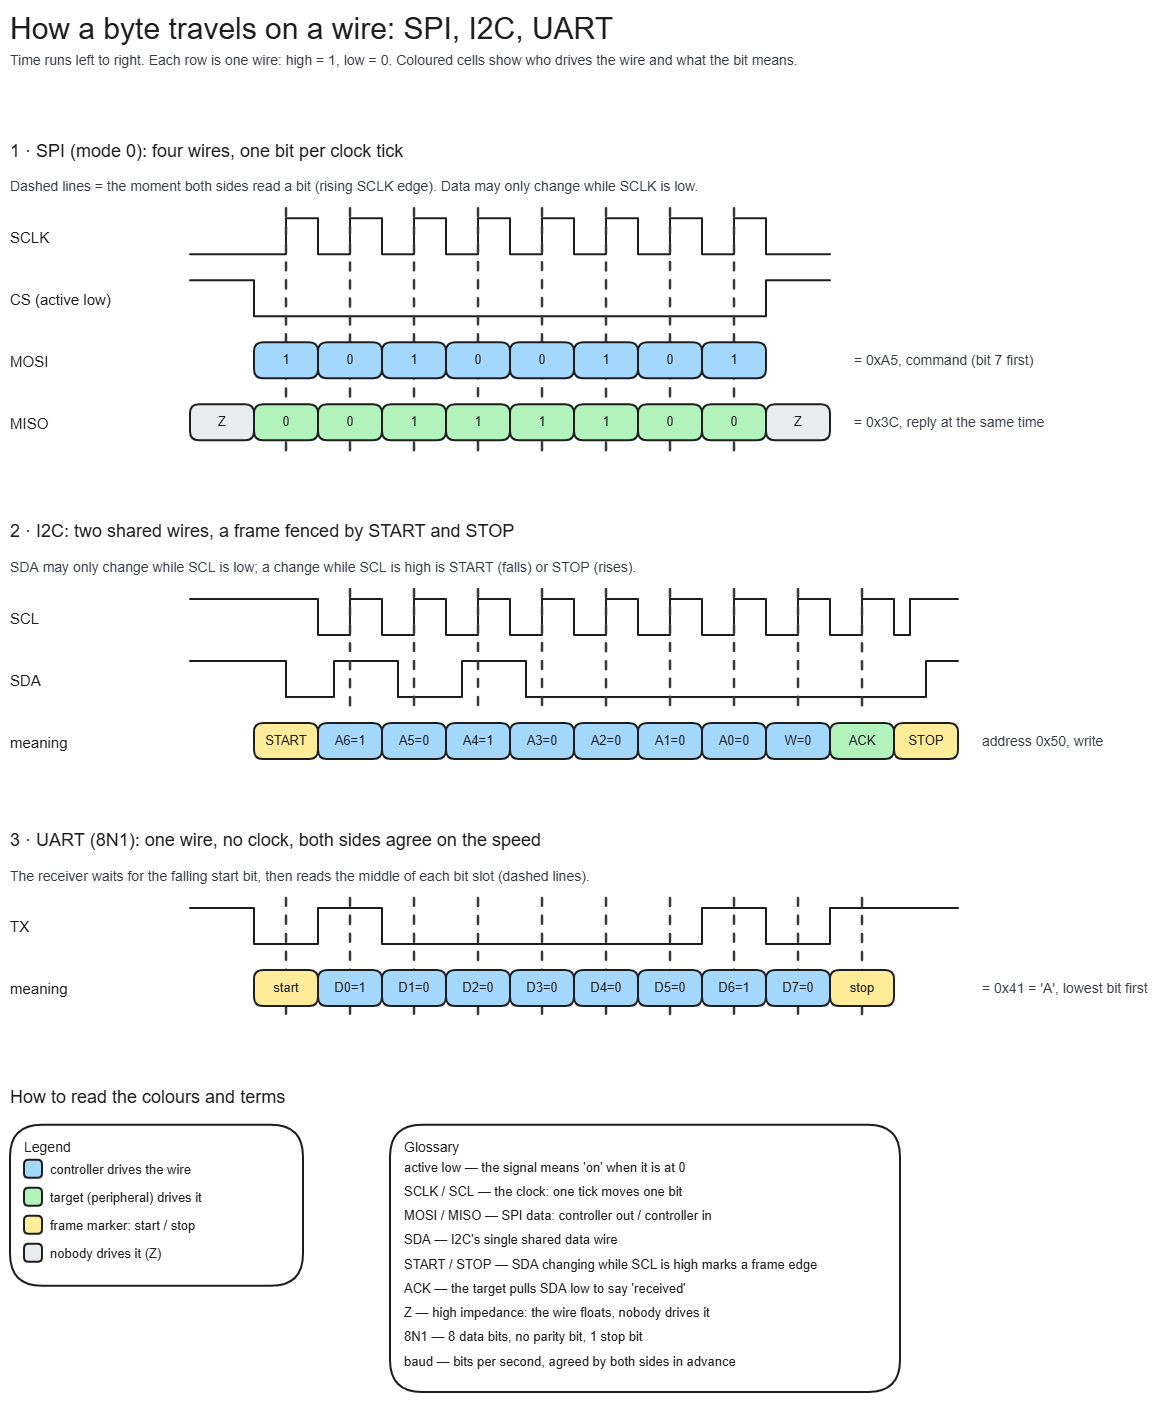 How a byte travels on a wire: SPI, I2C, UART
Time runs left to right. Each row is one wire: high = 1, low = 0. Coloured cells show who drives the wire and what the bit means.
1 · SPI (mode 0): four wires, one bit per clock tick
Dashed lines = the moment both sides read a bit (rising SCLK edge). Data may only change while SCLK is low.
SCLK
CS (active low)
MOSI 1 0 1 0 0 1 0 1 = 0xA5, command (bit 7 first)
MISO Z 0 0 1 1 1 1 0 0 Z = 0x3C, reply at the same time
2 · I2C: two shared wires, a frame fenced by START and STOP
SDA may only change while SCL is low; a change while SCL is high is START (falls) or STOP (rises).
SCL
SDA
meaning START A6=1 A5=0 A4=1 A3=0 A2=0 A1=0 A0=0 W=0 ACK STOP address 0x50, write
3 · UART (8N1): one wire, no clock, both sides agree on the speed
The receiver waits for the falling start bit, then reads the middle of each bit slot (dashed lines).
TX
meaning start D0=1 D1=0 D2=0 D3=0 D4=0 D5=0 D6=1 D7=0 stop = 0x41 = 'A', lowest bit first
How to read the colours and terms
Legend
controller drives the wire
target (peripheral) drives it
frame marker: start / stop
nobody drives it (Z)
Glossary
active low — the signal means 'on' when it is at 0
SCLK / SCL — the clock: one tick moves one bit
MOSI / MISO — SPI data: controller out / controller in
SDA — I2C's single shared data wire
START / STOP — SDA changing while SCL is high marks a frame edge
ACK — the target pulls SDA low to say 'received'
Z — high impedance: the wire floats, nobody drives it
8N1 — 8 data bits, no parity bit, 1 stop bit
baud — bits per second, agreed by both sides in advance